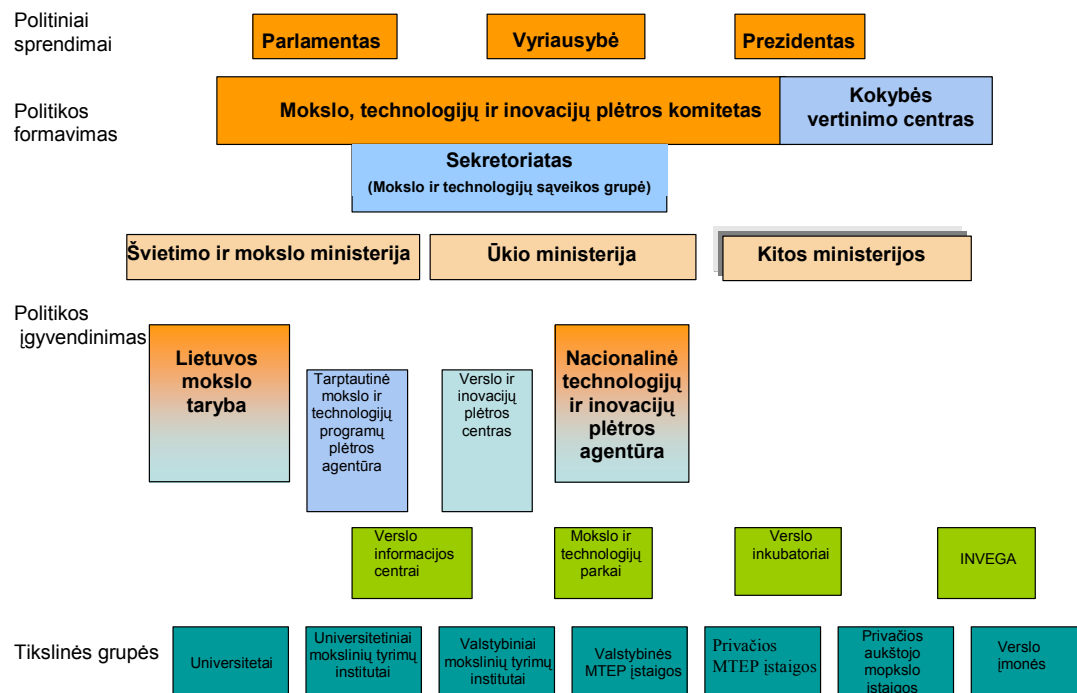 Politiniai
sprendimai
Parlamentas
Vyriausybė
Prezidentas
Politikos
formavimas
Mokslo, technologijų ir inovacijų plėtros komitetas
Kokybės
vertinimo centras
Sekretoriatas
(Mokslo ir technologijų sąveikos grupė)
Švietimo ir mokslo ministerija
Ūkio ministerija
Kitos ministerijos
Politikos
įgyvendinimas
Lietuvos
mokslo
taryba
Tarptautinė
mokslo ir
technologijų
programų
plėtros
agentūra
Verslo ir
inovacijų
plėtros
centras
Nacionalinė
technologijų
ir inovacijų
plėtros
agentūra
Verslo
informacijos
centrai
Mokslo ir
technologijų
parkai
Verslo
inkubatoriai
INVEGA
Tikslinės grupės
Universitetai
Universitetiniai
mokslinių tyrimų
institutai
Valstybiniai
mokslinių tyrimų
institutai
Valstybinės
MTEP įstaigos
Privačios
MTEP įstaigos
Privačios
aukštojo
mopkslo
įstaigos
Verslo
įmonės